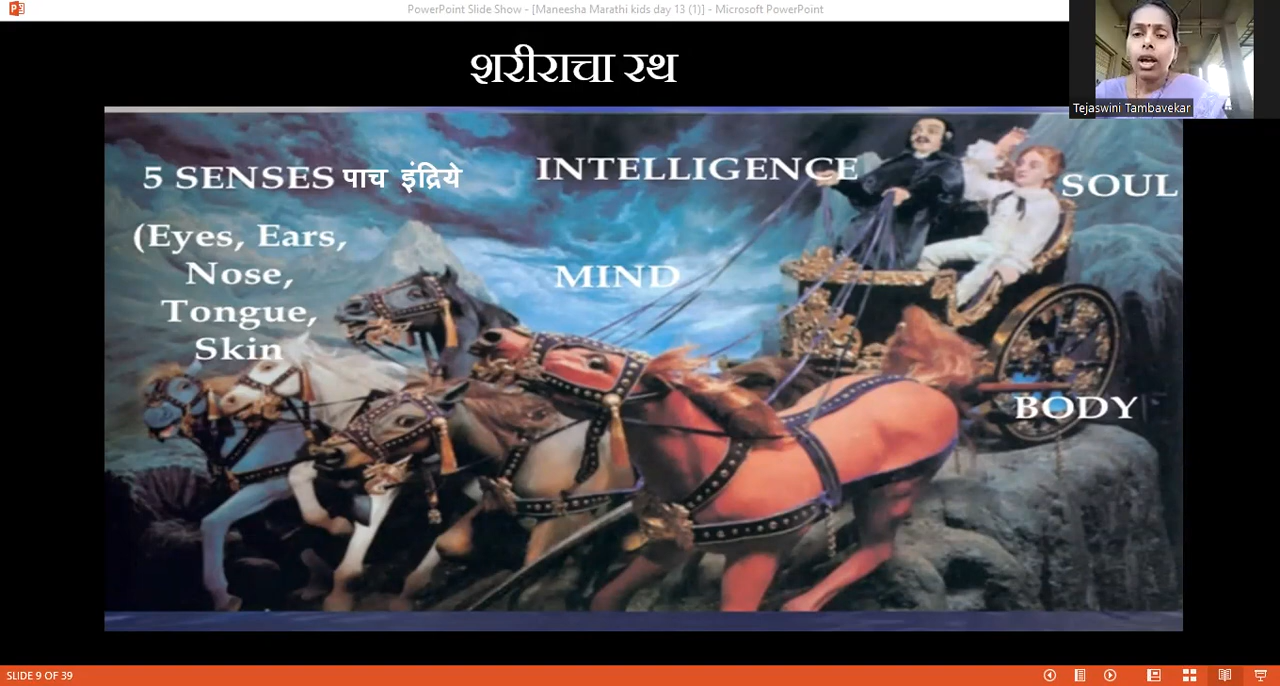 PowerPoint Slide Show - [Maneesha Marathi kids day 13 (1)] - Microsoft PowerPoint
Tejaswini Tambavekar
शरीराचा रथ
5 SENSES पाच इंद्रिये
(Eyes, Ears,
Nose,
Tongue,
Skin
INTELLIGENCE
MIND
SOUL
BODY
SLIDE 9 OF 39